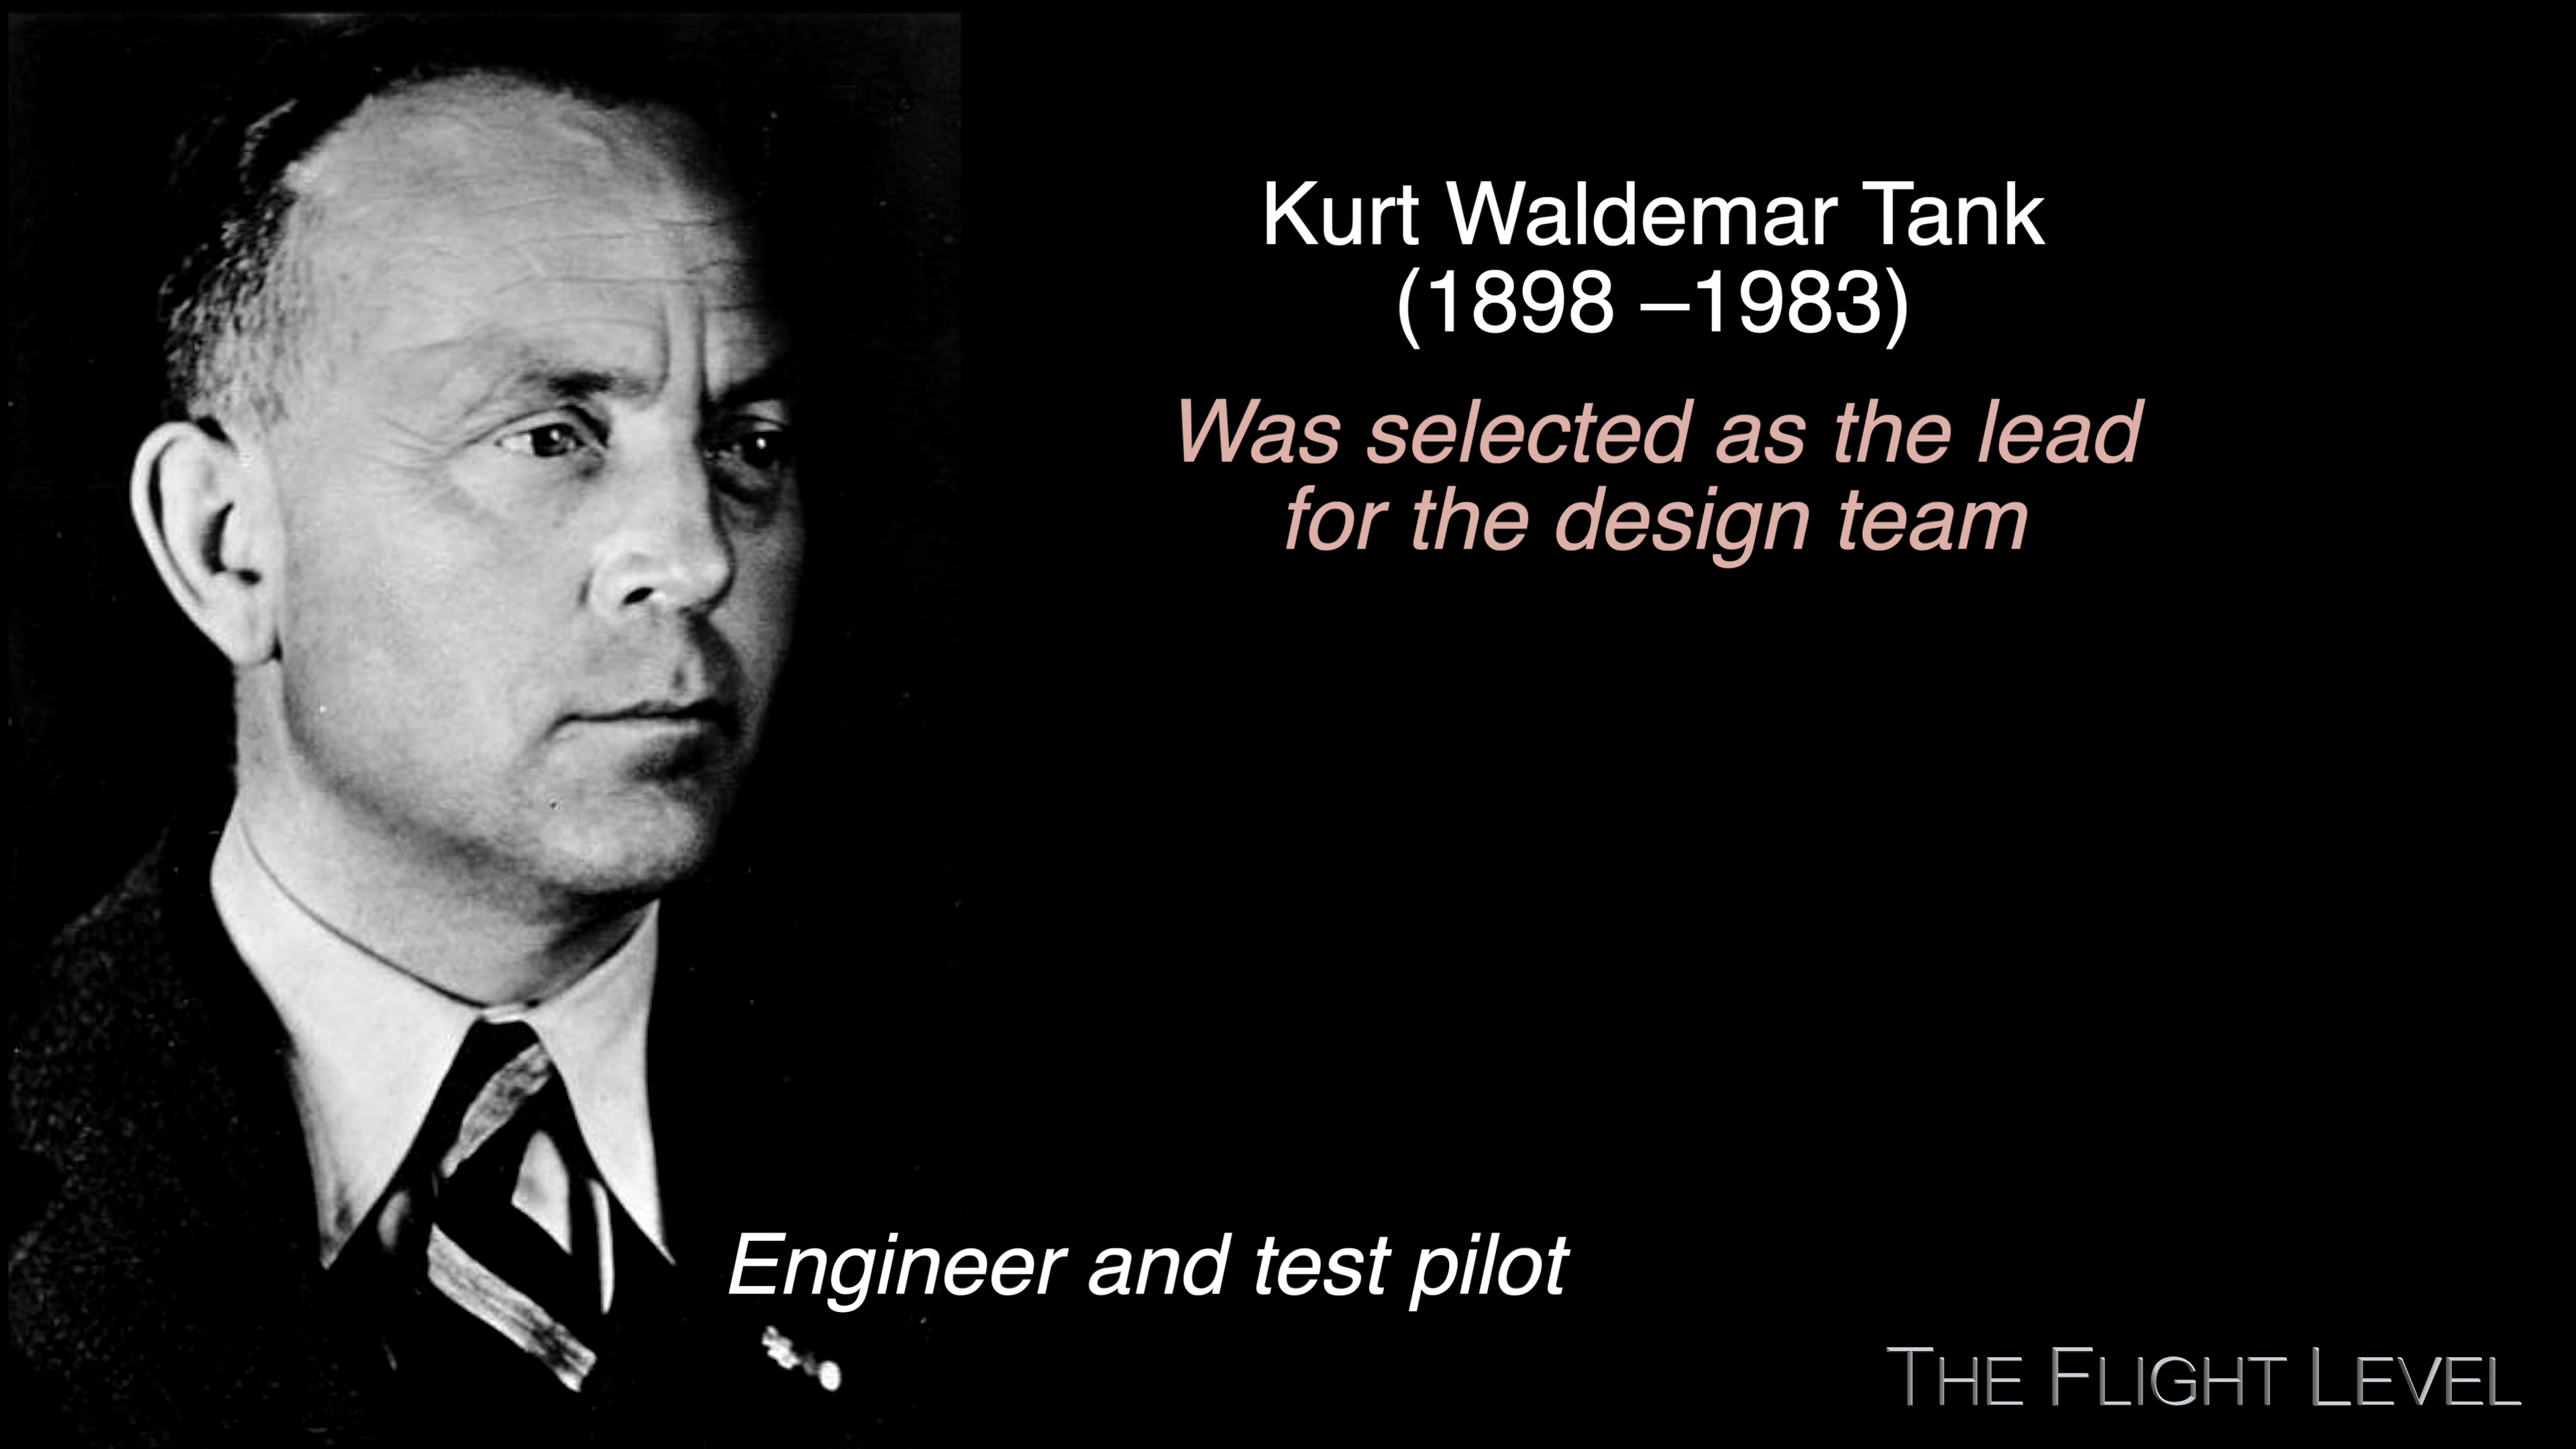 Kurt Waldemar Tank
(1898 –1983)
Was selected as the lead
for the design team
Engineer and test pilot
THE FLIGHT LEVEL